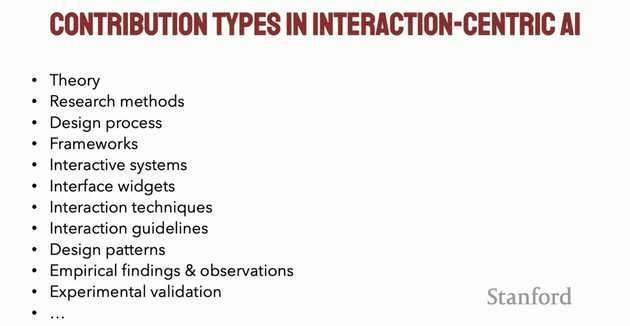 CONTRIBUTION TYPES IN INTERACTION-CENTRIC AI
• Theory
• Research methods
• Design process
• Frameworks
• Interactive systems
• Interface widgets
• Interaction techniques
• Interaction guidelines
• Design patterns
• Empirical findings & observations
• Experimental validation
• ...
Stanford